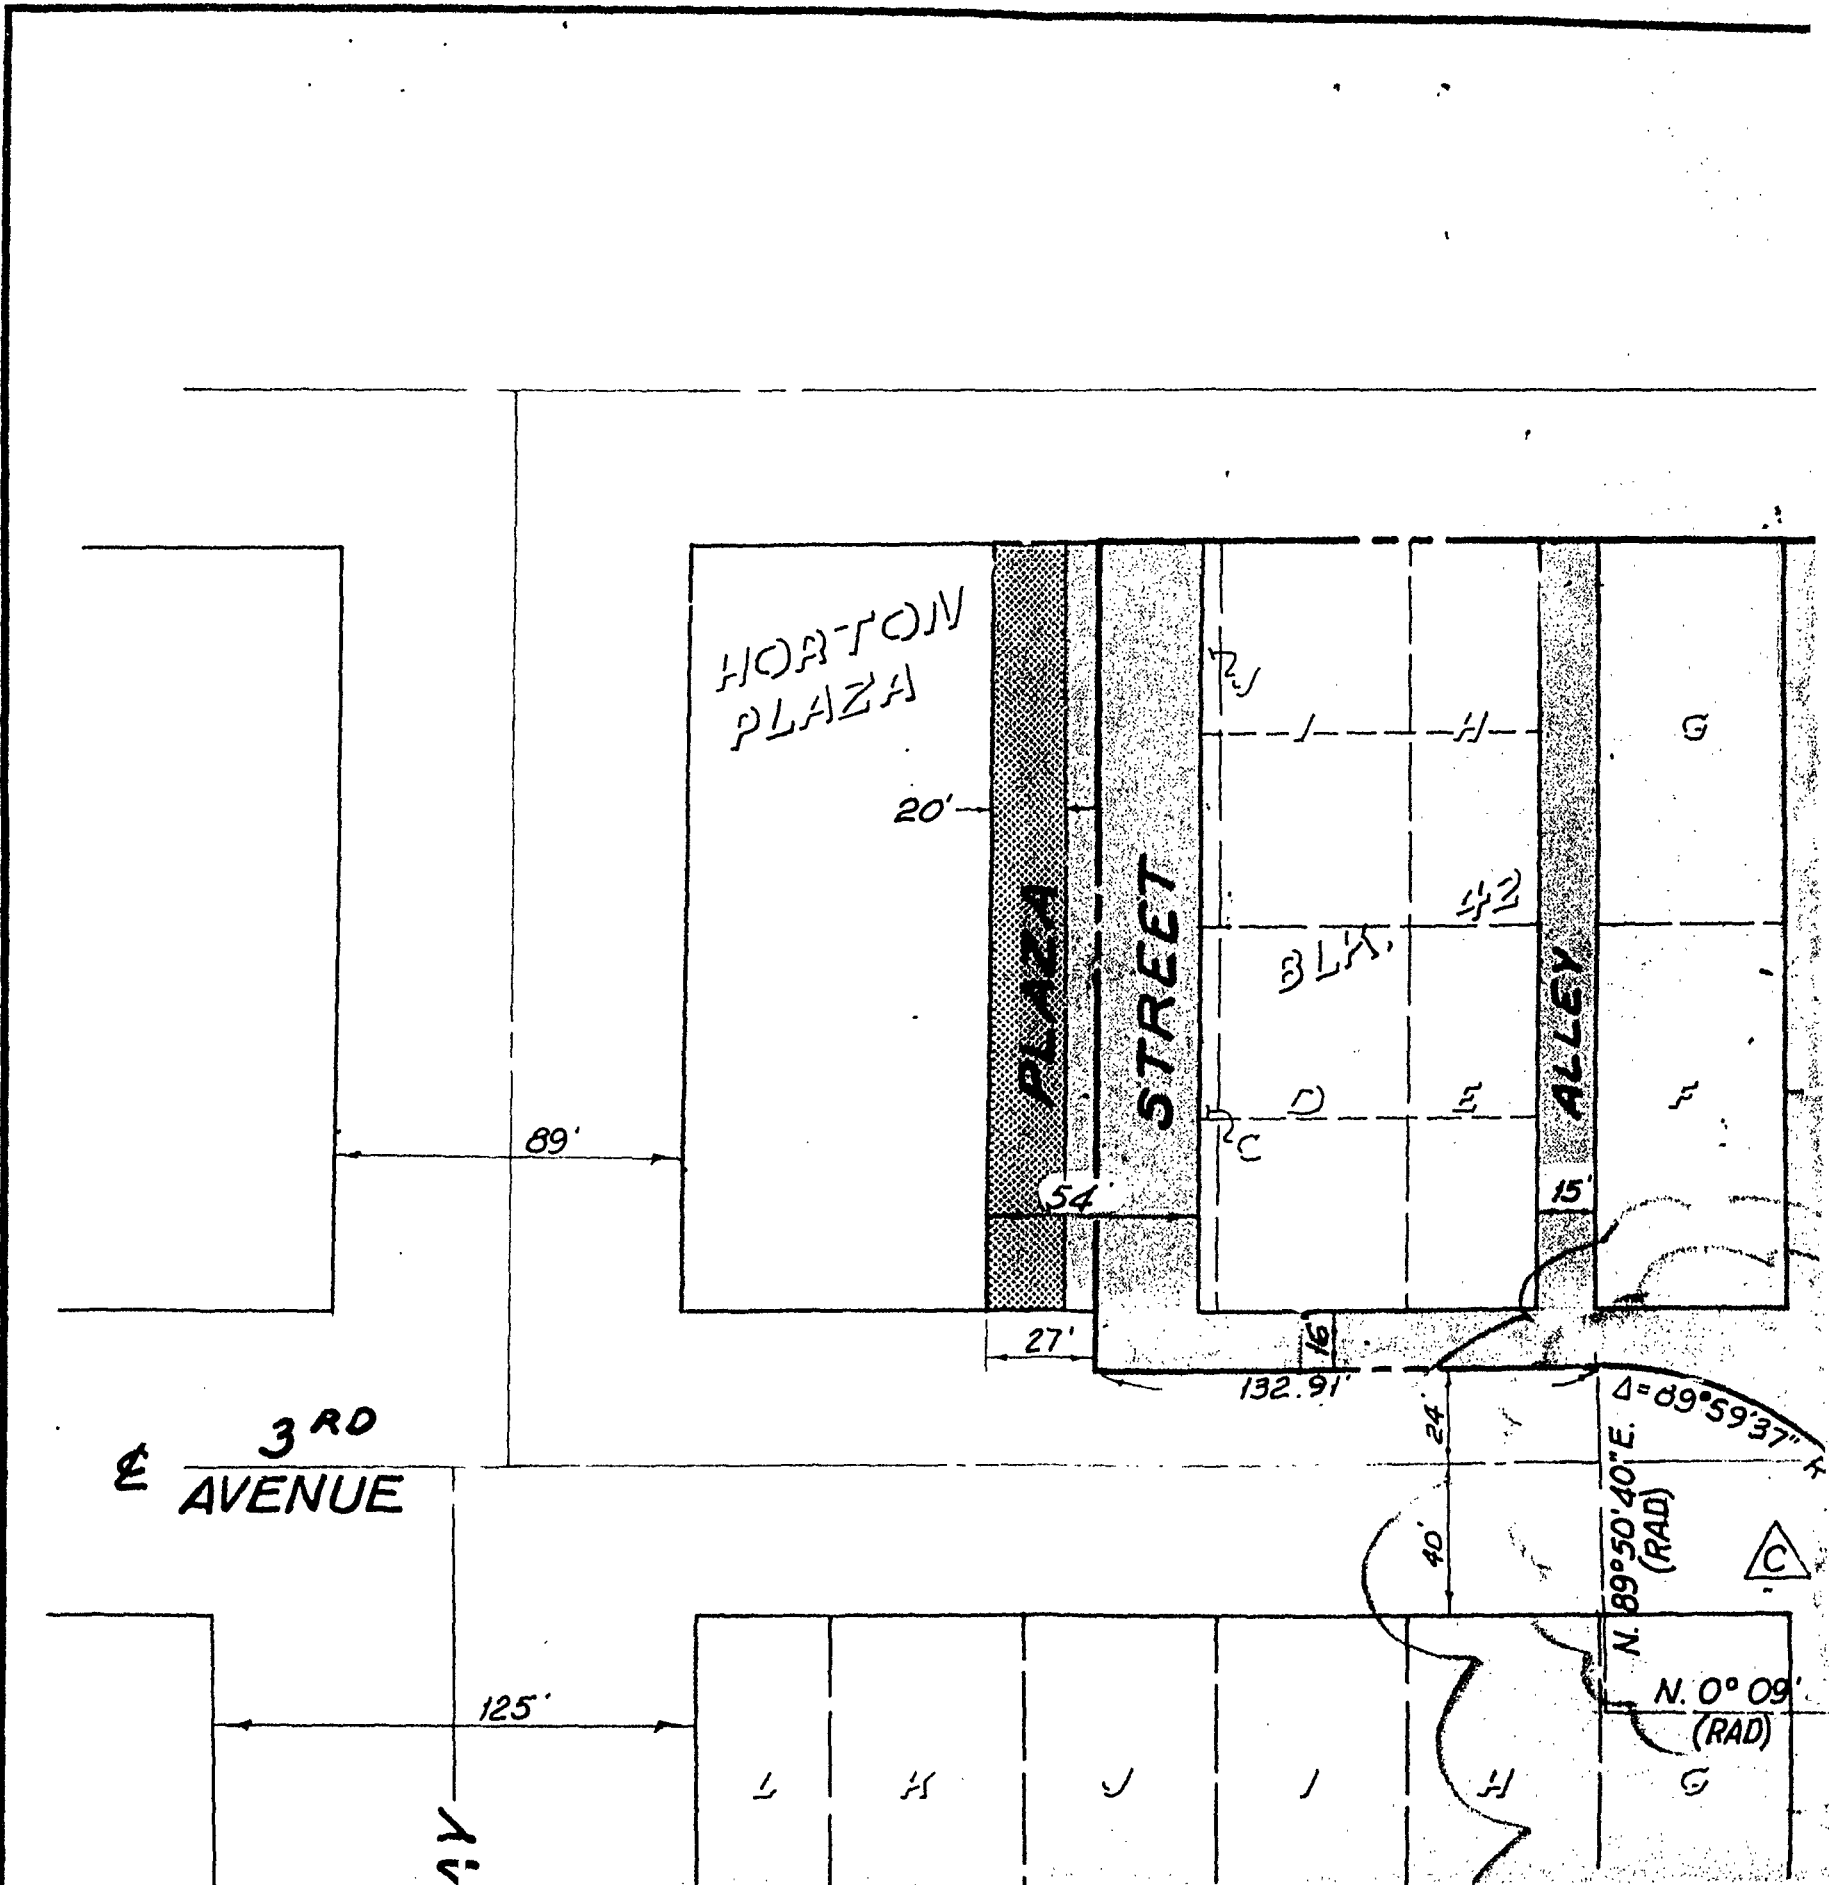 HORTON
PLAZA
J
I
H
G
20'
PLAZA
STREET
42
BLK.
ALLEY
D
E
F
C
89'
54'
15'
27'
16'
132.91'
Δ=89°59'37"
24'
3RD
℄ AVENUE
N. 89°50'40"E.
(RAD)
40'
C
N. 0° 09'
(RAD)
125'
L
K
J
I
H
G